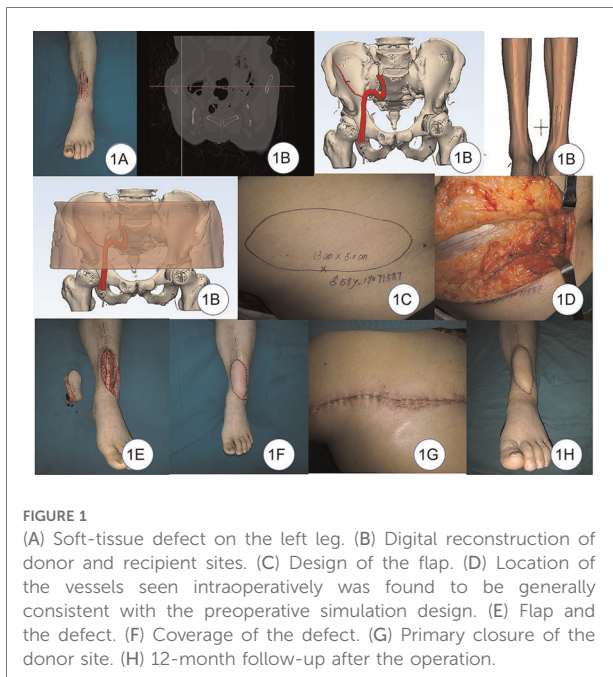 1A
1B
1B
1B
1B
1C
13cm x 5.0cm
1D
1E
1F
1G
1H
FIGURE 1
(A) Soft-tissue defect on the left leg. (B) Digital reconstruction of
donor and recipient sites. (C) Design of the flap. (D) Location of
the vessels seen intraoperatively was found to be generally
consistent with the preoperative simulation design. (E) Flap and
the defect. (F) Coverage of the defect. (G) Primary closure of the
donor site. (H) 12-month follow-up after the operation.